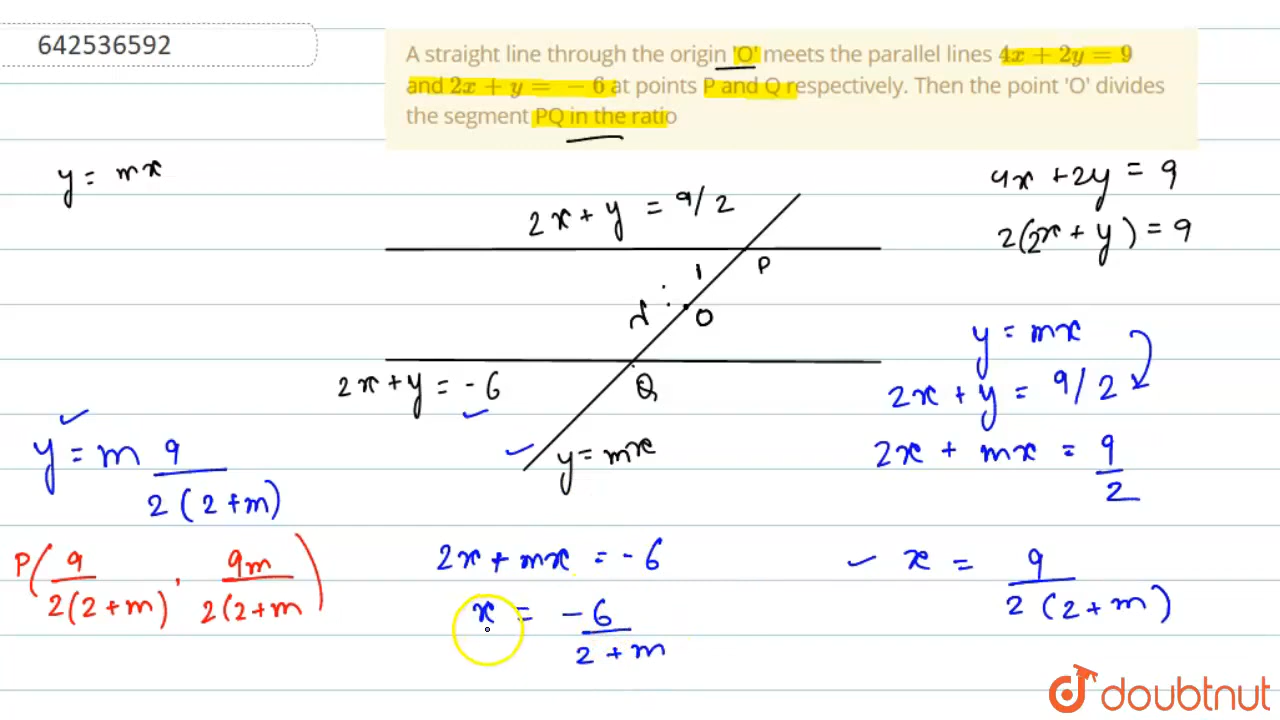 642536592
A straight line through the origin 'O' meets the parallel lines 4x + 2y = 9
and 2x + y = − 6 at points P and Q respectively. Then the point 'O' divides
the segment PQ in the ratio
y = mx
4x + 2y = 9
2x + y = 9/2
2(2x + y) = 9
P
1
:
λ
O
y = mx
2x + y = -6
Q
2x + y = 9/2
y = m 9/2(2+m)
y = mx
2x + mx = 9/2
P(9/2(2+m), 9m/2(2+m)
2x + mx = -6
x = 9/2(2+m)
x = -6/2+m
doubtnut